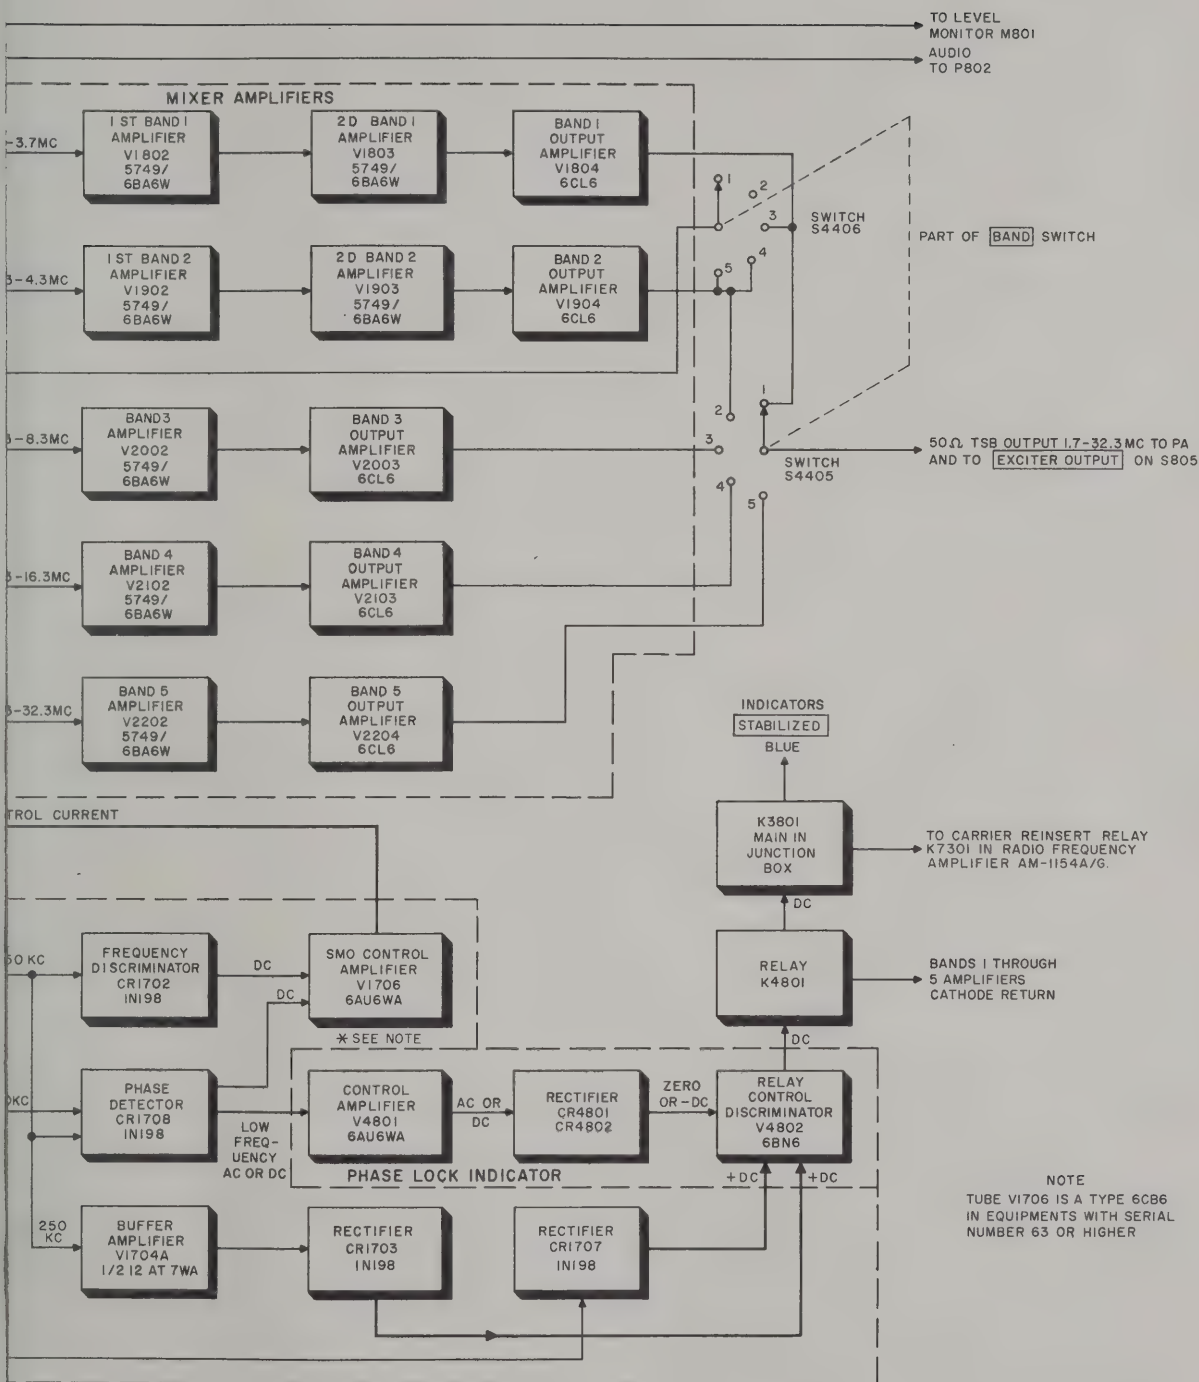 TO LEVEL
MONITOR M801
AUDIO
TO P802
MIXER AMPLIFIERS
-3.7MC
1 ST BAND 1
AMPLIFIER
V1802
5749/
6BA6W
2D BAND 1
AMPLIFIER
V1803
5749/
6BA6W
BAND 1
OUTPUT
AMPLIFIER
V1804
6CL6
1
2
3
4
5
SWITCH
S4406
PART OF BAND SWITCH
3-4.3MC
1 ST BAND 2
AMPLIFIER
V1902
5749/
6BA6W
2D BAND 2
AMPLIFIER
V1903
5749/
6BA6W
BAND 2
OUTPUT
AMPLIFIER
V1904
6CL6
3-8.3MC
BAND 3
AMPLIFIER
V2002
5749/
6BA6W
BAND 3
OUTPUT
AMPLIFIER
V2003
6CL6
1
2
3
4
5
SWITCH
S4405
50Ω TSB OUTPUT 1.7-32.3 MC TO PA
AND TO EXCITER OUTPUT ON S805
3-16.3MC
BAND 4
AMPLIFIER
V2102
5749/
6BA6W
BAND 4
OUTPUT
AMPLIFIER
V2103
6CL6
3-32.3MC
BAND 5
AMPLIFIER
V2202
5749/
6BA6W
BAND 5
OUTPUT
AMPLIFIER
V2204
6CL6
INDICATORS
STABILIZED
BLUE
TROL CURRENT
K3801
MAIN IN
JUNCTION
BOX
TO CARRIER REINSERT RELAY
K7301 IN RADIO FREQUENCY
AMPLIFIER AM-1154A/G.
DC
50 KC
FREQUENCY
DISCRIMINATOR
CR1702
IN198
DC
DC
SMO CONTROL
AMPLIFIER
V1706
6AU6WA
* SEE NOTE
RELAY
K4801
BANDS 1 THROUGH
5 AMPLIFIERS
CATHODE RETURN
DC
0KC
PHASE
DETECTOR
CR1708
IN198
LOW
FREQ-
UENCY
AC OR DC
CONTROL
AMPLIFIER
V4801
6AU6WA
AC OR
DC
RECTIFIER
CR4801
CR4802
ZERO
OR-DC
RELAY
CONTROL
DISCRIMINATOR
V4802
6BN6
PHASE LOCK INDICATOR
+DC
+DC
250
KC
BUFFER
AMPLIFIER
V1704A
1/2 12 AT 7WA
RECTIFIER
CR1703
IN198
RECTIFIER
CR1707
IN198
NOTE
TUBE V1706 IS A TYPE 6CB6
IN EQUIPMENTS WITH SERIAL
NUMBER 63 OR HIGHER